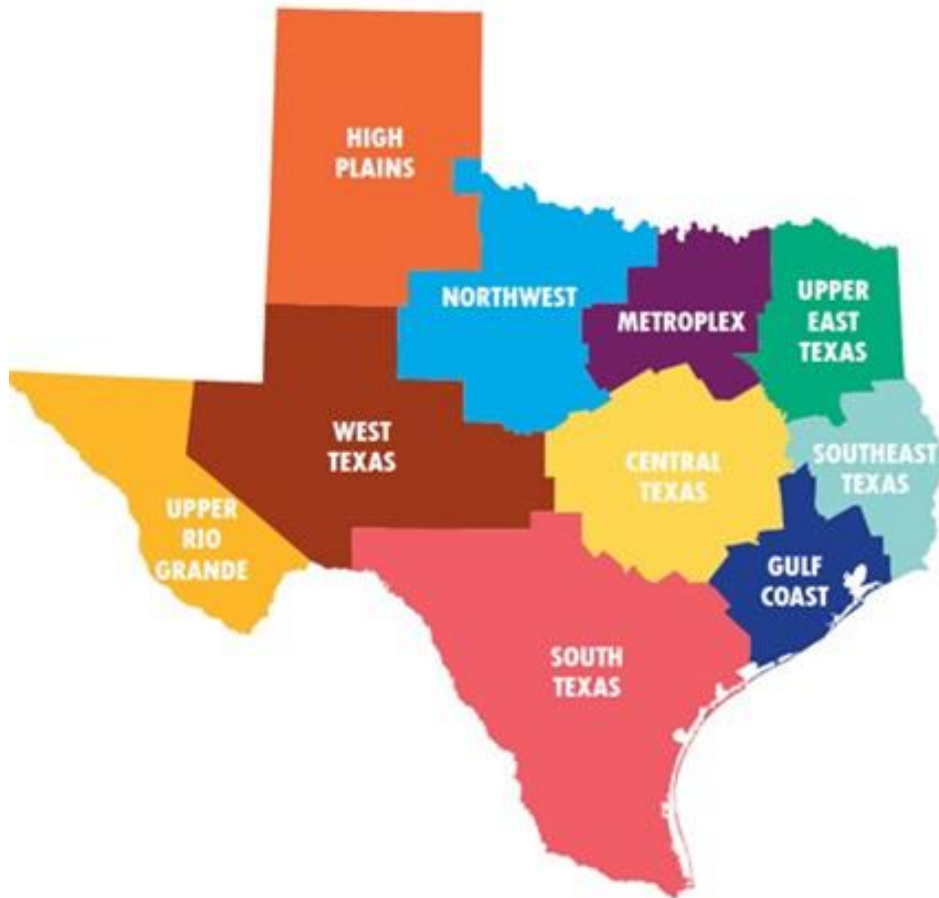 HIGH
PLAINS
NORTHWEST
METROPLEX
UPPER
EAST
TEXAS
WEST
TEXAS
CENTRAL
TEXAS
SOUTHEAST
TEXAS
UPPER
RIO
GRANDE
GULF
COAST
SOUTH
TEXAS